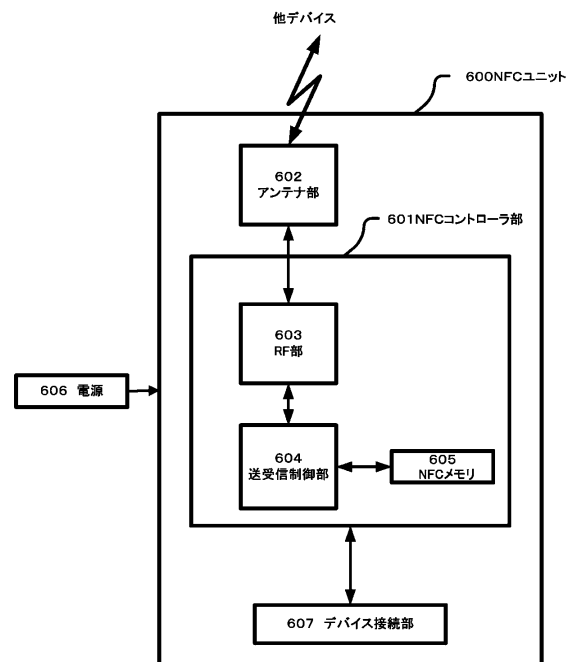 他デバイス
600NFCユニット
602
アンテナ部
601NFCコントローラ部
603
RF部
606 電源
604
送受信制御部
605
NFCメモリ
607 デバイス接続部